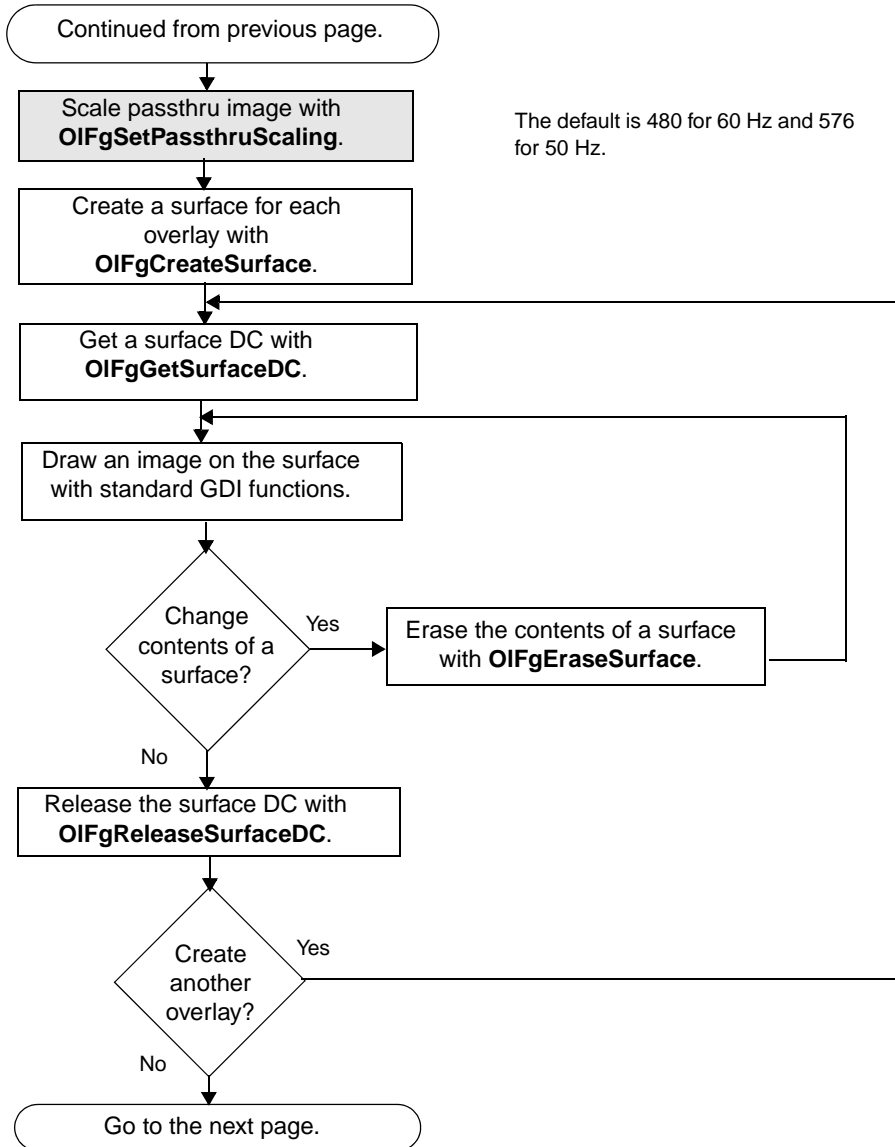 Continued from previous page.
Scale passthru image with
OlFgSetPassthruScaling.
The default is 480 for 60 Hz and 576
for 50 Hz.
Create a surface for each
overlay with
OlFgCreateSurface.
Get a surface DC with
OlFgGetSurfaceDC.
Draw an image on the surface
with standard GDI functions.
Change
contents of a
surface?
Yes
Erase the contents of a surface
with OlFgEraseSurface.
No
Release the surface DC with
OlFgReleaseSurfaceDC.
Create
another
overlay?
Yes
No
Go to the next page.